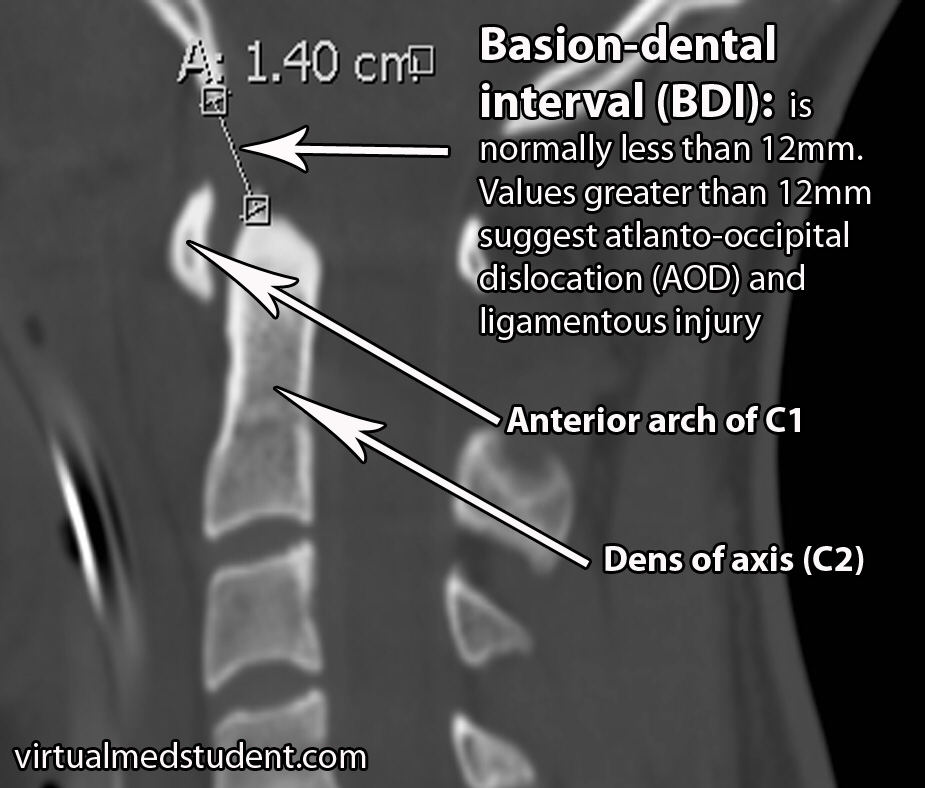 A: 1.40 cm
Basion-dental
interval (BDI): is
normally less than 12mm.
Values greater than 12mm
suggest atlanto-occipital
dislocation (AOD) and
ligamentous injury
Anterior arch of C1
Dens of axis (C2)
virtualmedstudent.com